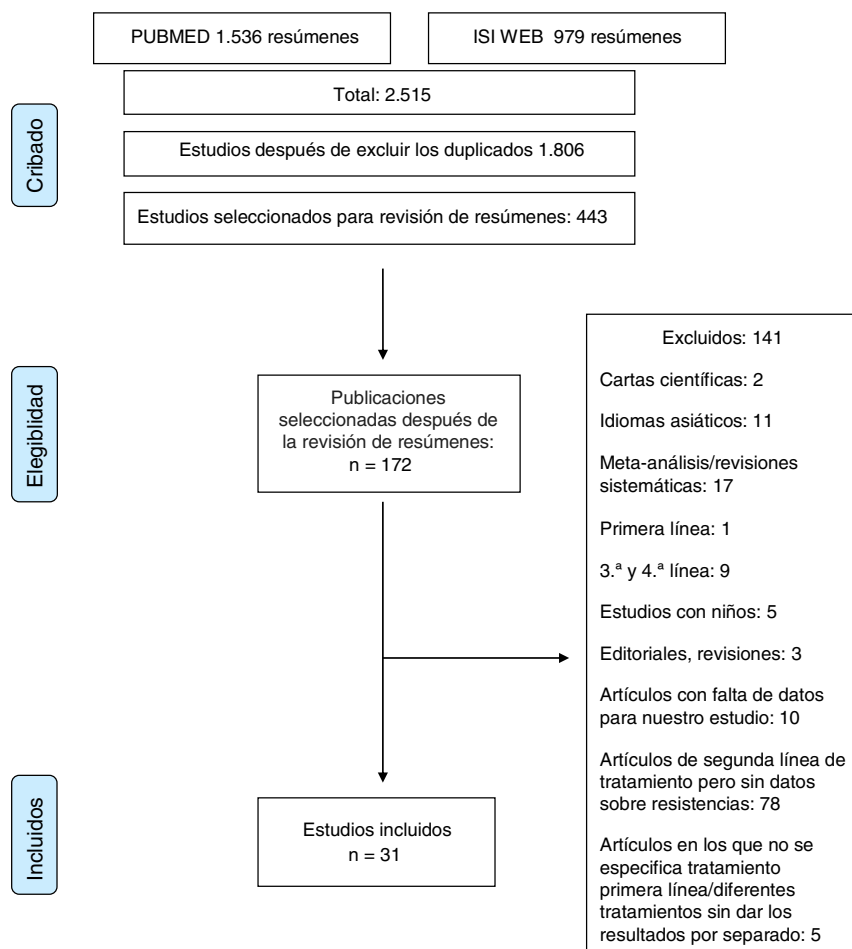 PUBMED 1.536 resúmenes
ISI WEB 979 resúmenes
Total: 2.515
Estudios después de excluir los duplicados 1.806
Estudios seleccionados para revisión de resúmenes: 443
Cribado
Elegiblidad
Publicaciones
seleccionadas después de
la revisión de resúmenes:
n = 172
Excluidos: 141
Cartas científicas: 2
Idiomas asiáticos: 11
Meta-análisis/revisiones
sistemáticas: 17
Primera línea: 1
3.ª y 4.ª línea: 9
Estudios con niños: 5
Editoriales, revisiones: 3
Artículos con falta de datos
para nuestro estudio: 10
Artículos de segunda línea de
tratamiento pero sin datos
sobre resistencias: 78
Artículos en los que no se
especifica tratamiento
primera línea/diferentes
tratamientos sin dar los
resultados por separado: 5
Incluidos
Estudios incluidos
n = 31